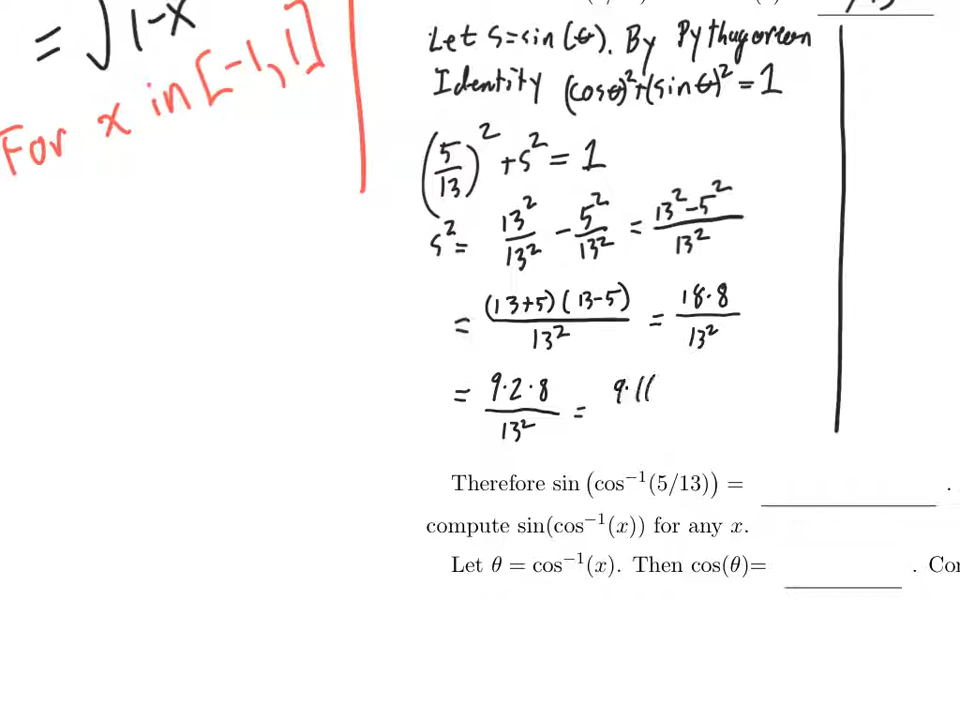 = √1-x
For x in [-1, 1]
Let s=sin(θ). By Pythagorean
Identity (cosθ)²+(sinθ)²=1
(5/13)²+s²=1
s²= 13²/13² - 5²/13² = 13²-5²/13²
= (13+5)(13-5)/13² = 18·8/13²
= 9·2·8/13² = 9·16
Therefore sin (cos⁻¹(5/13)) = .
compute sin(cos⁻¹(x)) for any x.
Let θ = cos⁻¹(x). Then cos(θ)= . Con